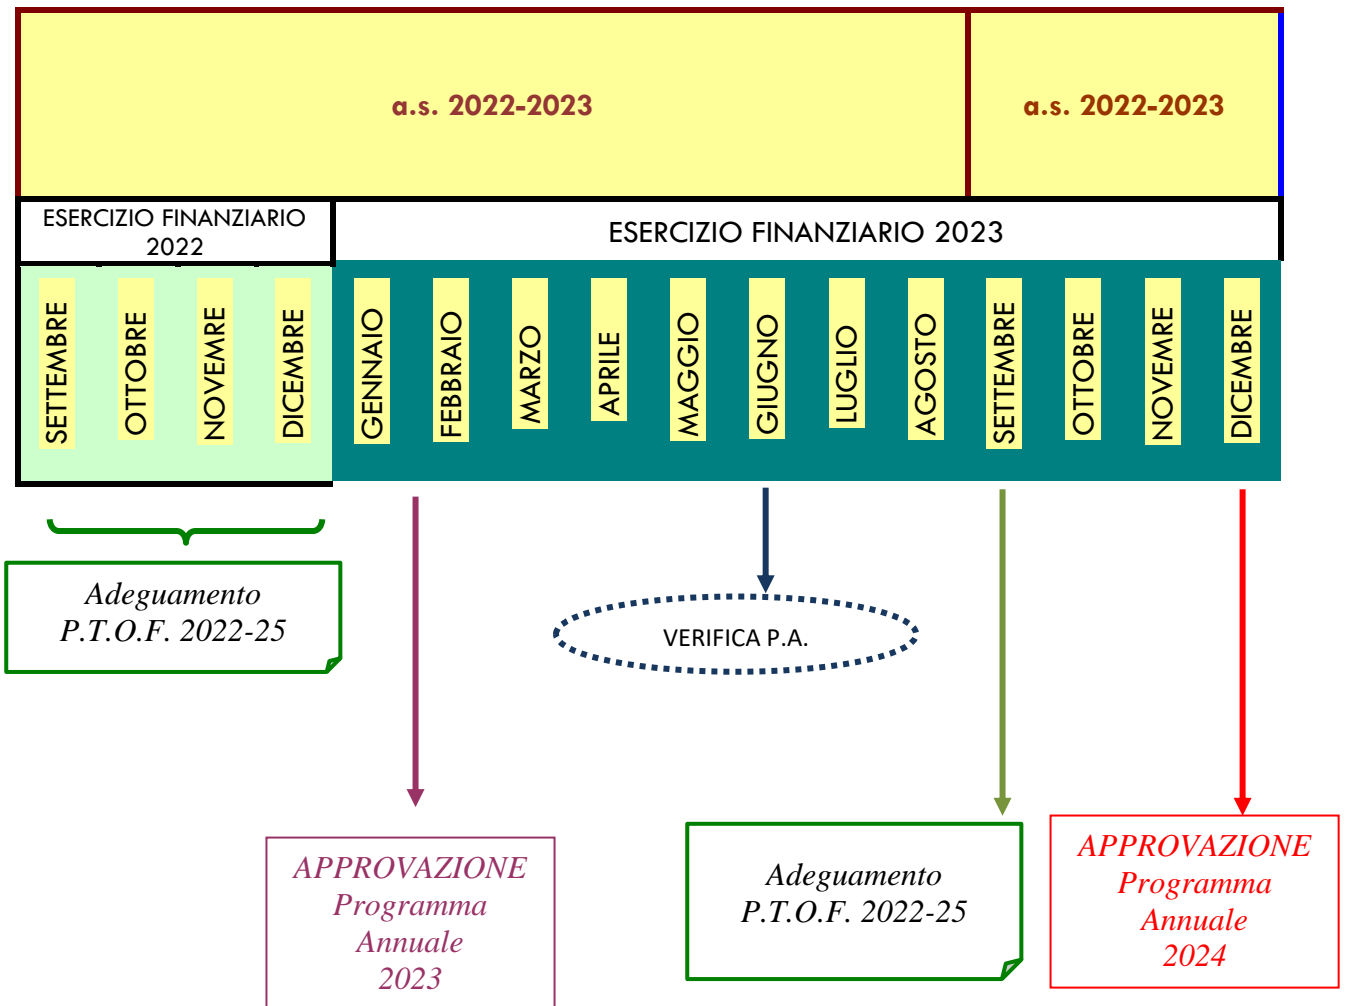 a.s. 2022-2023
a.s. 2022-2023
ESERCIZIO FINANZIARIO
2022
ESERCIZIO FINANZIARIO 2023
SETTEMBRE
OTTOBRE
NOVEMRE
DICEMBRE
GENNAIO
FEBBRAIO
MARZO
APRILE
MAGGIO
GIUGNO
LUGLIO
AGOSTO
SETTEMBRE
OTTOBRE
NOVEMRE
DICEMBRE
Adeguamento
P.T.O.F. 2022-25
VERIFICA P.A.
APPROVAZIONE
Programma
Annuale
2023
Adeguamento
P.T.O.F. 2022-25
APPROVAZIONE
Programma
Annuale
2024